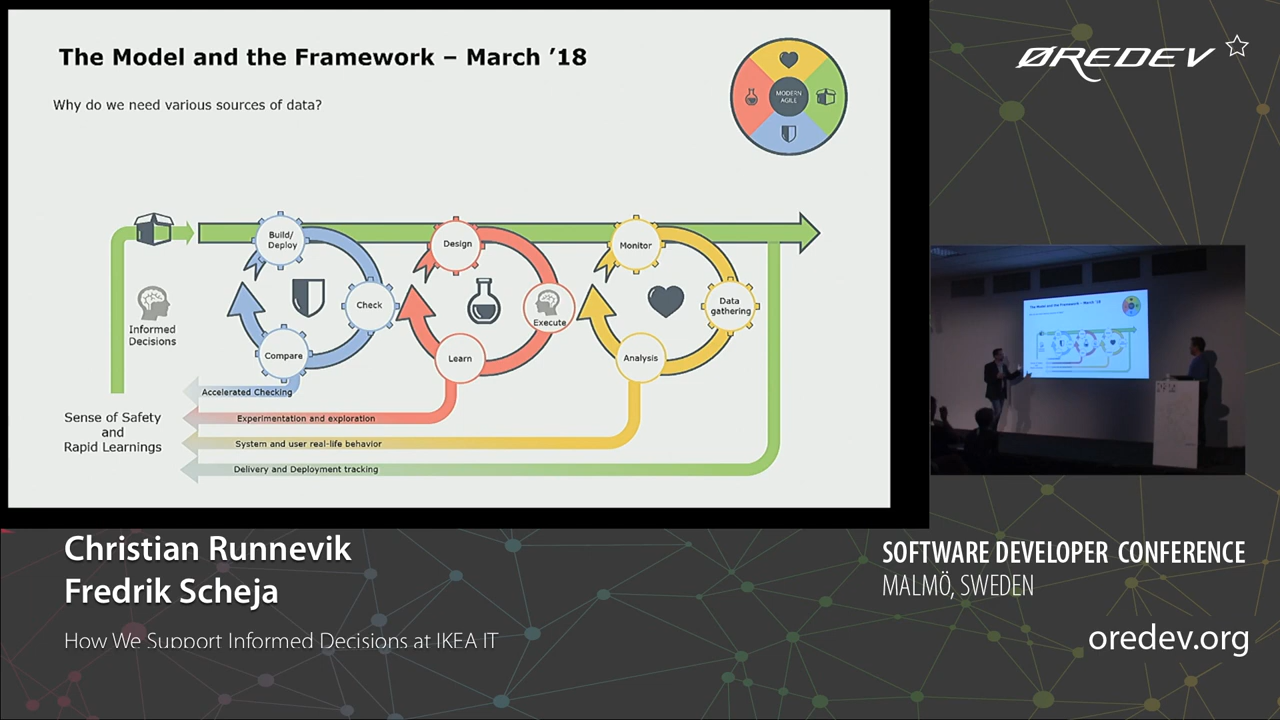 The Model and the Framework – March ’18
Why do we need various sources of data?
MODERN
AGILE
ØREDEV
Build/
Deploy
Check
Compare
Design
Execute
Learn
Monitor
Data
gathering
Analysis
Informed
Decisions
Accelerated Checking
Sense of Safety
and
Rapid Learnings
Experimentation and exploration
System and user real-life behavior
Delivery and Deployment tracking
Christian Runnevik
Fredrik Scheja
How We Support Informed Decisions at IKEA IT
SOFTWARE DEVELOPER CONFERENCE
MALMÖ, SWEDEN
oredev.org